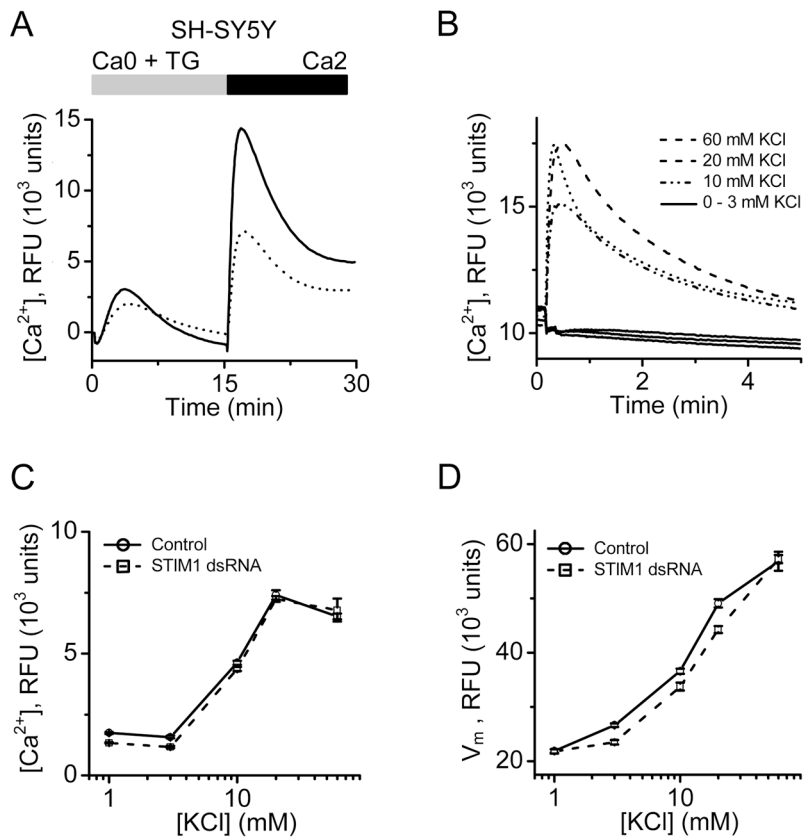 A
SH-SY5Y
Ca0 + TG
Ca2
[Ca²⁺], RFU (10³ units)
15
10
5
0
0
15
30
Time (min)
B
60 mM KCl
20 mM KCl
10 mM KCl
0 - 3 mM KCl
[Ca²⁺], RFU (10³ units)
15
10
0
2
4
Time (min)
C
Control
STIM1 dsRNA
[Ca²⁺], RFU (10³ units)
10
5
0
1
10
[KCl] (mM)
D
Control
STIM1 dsRNA
Vₘ , RFU (10³ units)
60
40
20
1
10
[KCl] (mM)